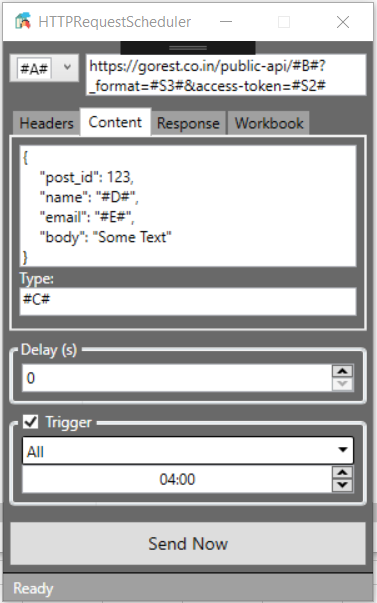 HTTPRequestScheduler
#A#
https://gorest.co.in/public-api/#B#?
_format=#S3#&access-token=#S2#
Headers Content Response Workbook
{
"post_id": 123,
"name": "#D#",
"email": "#E#",
"body": "Some Text"
}
Type:
#C#
Delay (s)
0
Trigger
All
04:00
Send Now
Ready